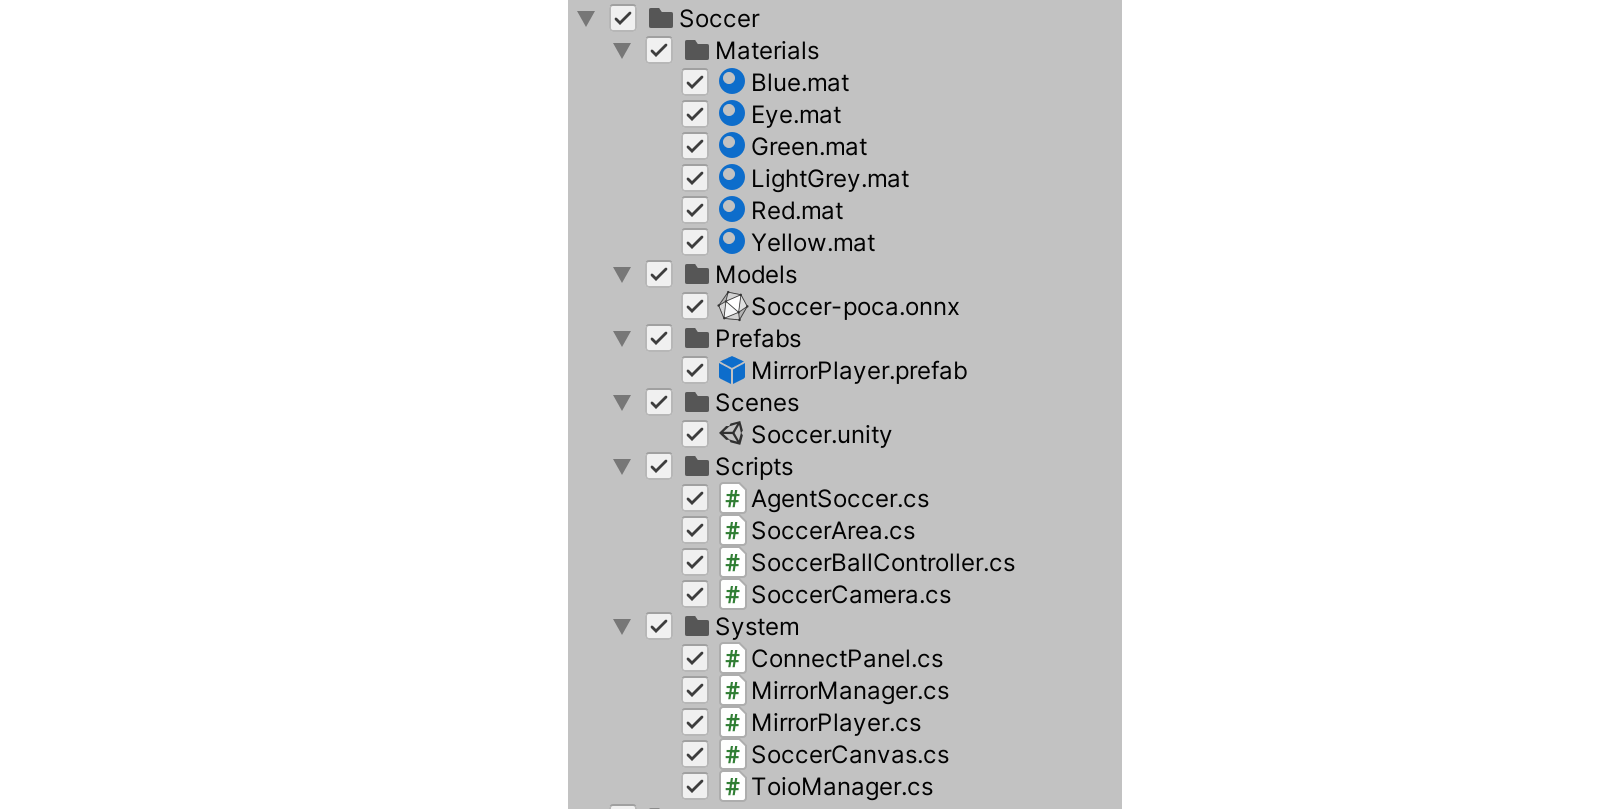 Soccer
Materials
Blue.mat
Eye.mat
Green.mat
LightGrey.mat
Red.mat
Yellow.mat
Models
Soccer-poca.onnx
Prefabs
MirrorPlayer.prefab
Scenes
Soccer.unity
Scripts
# AgentSoccer.cs
# SoccerArea.cs
# SoccerBallController.cs
# SoccerCamera.cs
System
# ConnectPanel.cs
# MirrorManager.cs
# MirrorPlayer.cs
# SoccerCanvas.cs
# ToioManager.cs